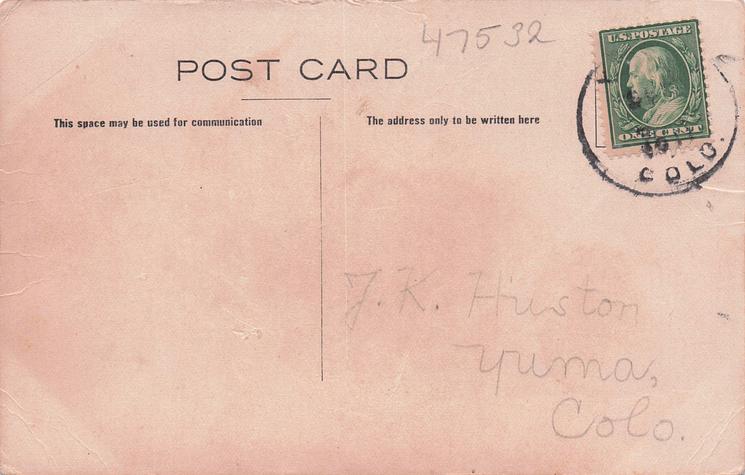 47532
U.S. POSTAGE
POST CARD
This space may be used for communication
The address only to be written here
ONE CENT
COLO.
J. K. Huston
Yuma,
Colo.